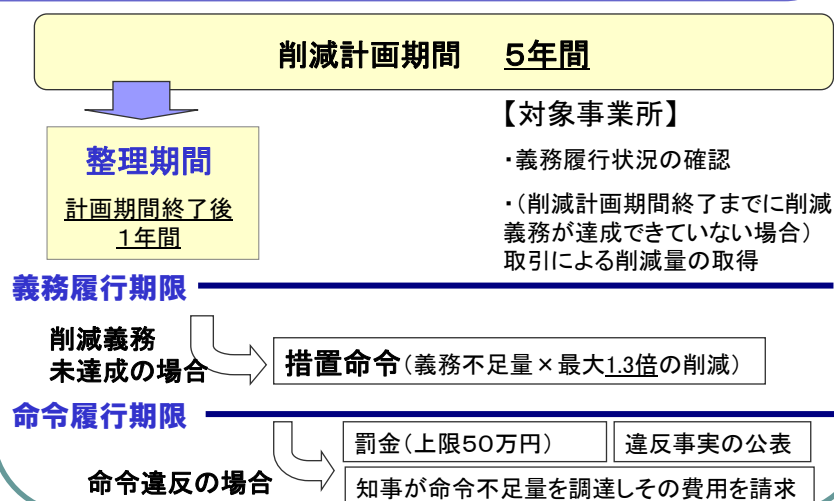 削減計画期間 5年間
整理期間
計画期間終了後
1年間
【対象事業所】
・義務履行状況の確認
・(削減計画期間終了までに削減
義務が達成できていない場合)
取引による削減量の取得
義務履行期限
削減義務
未達成の場合
措置命令(義務不足量×最大1.3倍の削減)
命令履行期限
命令違反の場合
罰金(上限50万円)
違反事実の公表
知事が命令不足量を調達しその費用を請求